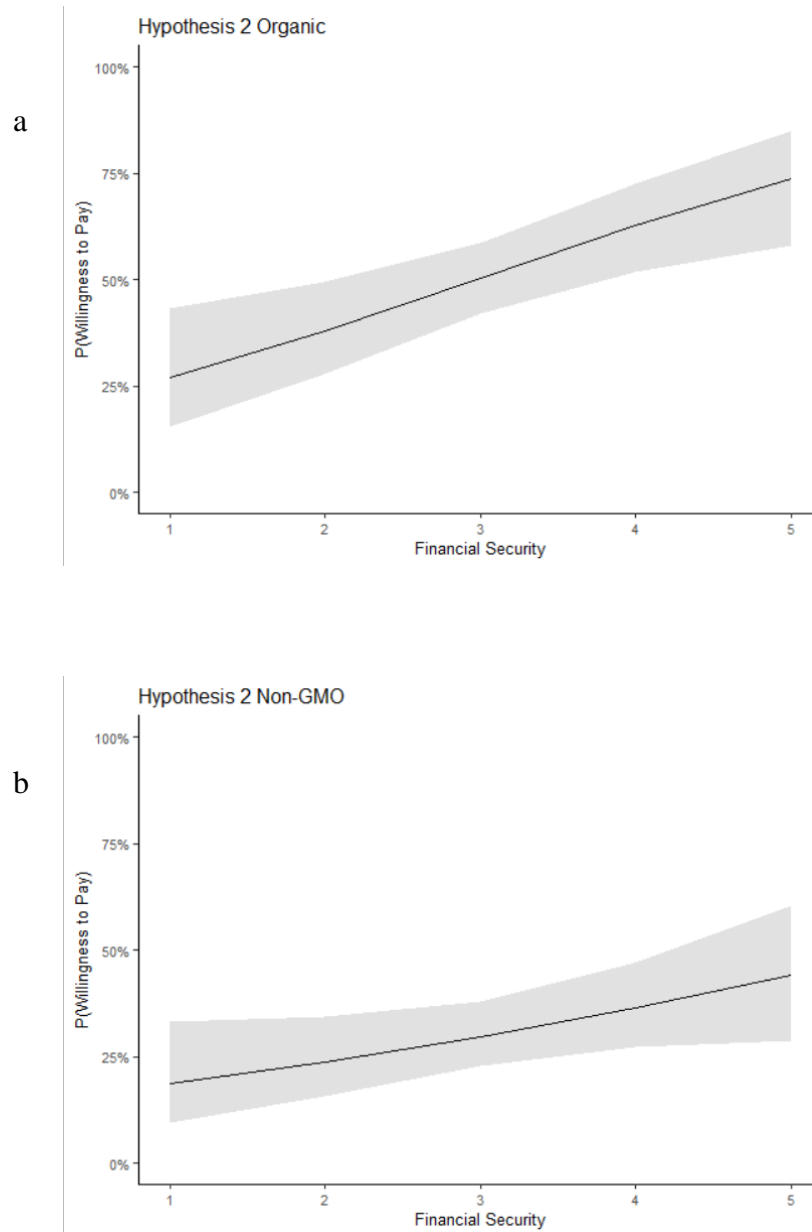 a
Hypothesis 2 Organic
P(Willingness to Pay)
100%
75%
50%
25%
0%
1 2 3 4 5
Financial Security
b
Hypothesis 2 Non-GMO
P(Willingness to Pay)
100%
75%
50%
25%
0%
1 2 3 4 5
Financial Security